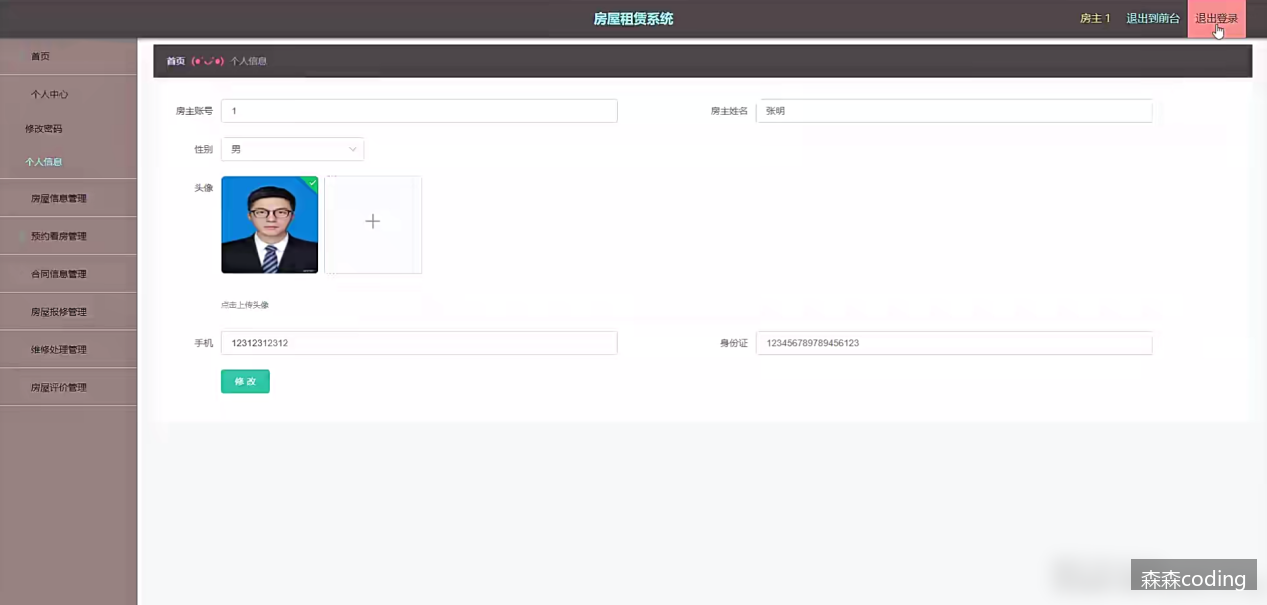 房屋租赁系统
房主 1 退出到前台 退出登录
首页
个人中心
修改密码
个人信息
房屋信息管理
预约看房管理
合同信息管理
房屋报修管理
维修处理管理
房屋评价管理
首页 (●'◡'●) 个人信息
房主账号 1 房主姓名 张明
性别 男
头像
点击上传头像
手机 12312312312 身份证 123456789789456123
修 改
森森coding